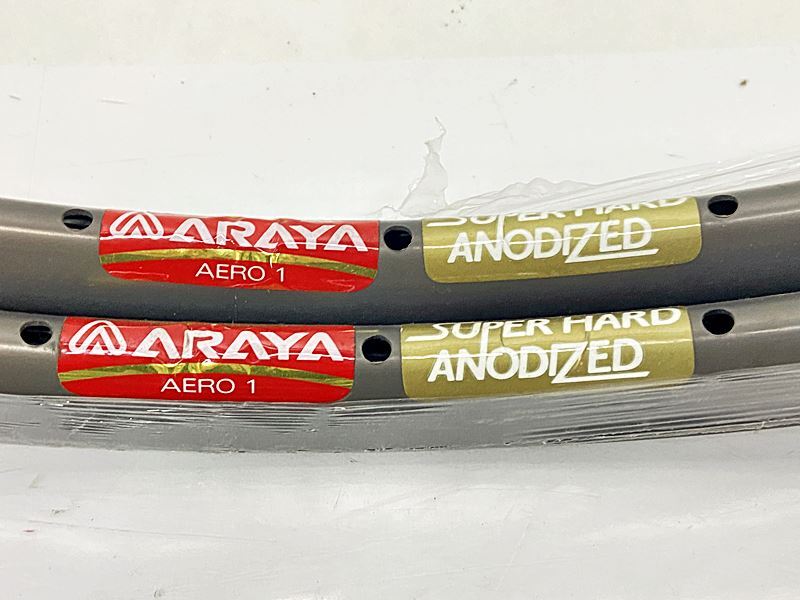 ARAYA
AERO 1
SUPER HARD
ANODIZED
ARAYA
AERO 1
SUPER HARD
ANODIZED